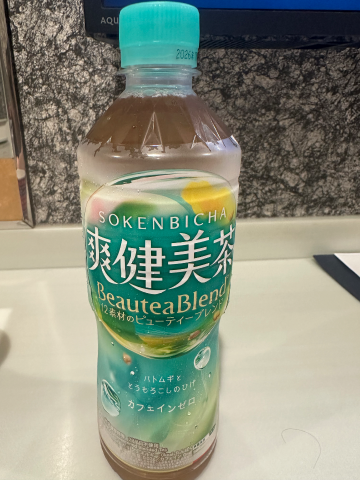 AQU
2026
SOKENBICHA
爽健美茶
BeauteaBlend
12素材のビューティーブレンド
ハトムギと
とうもろこしのひげ
カフェインゼロ